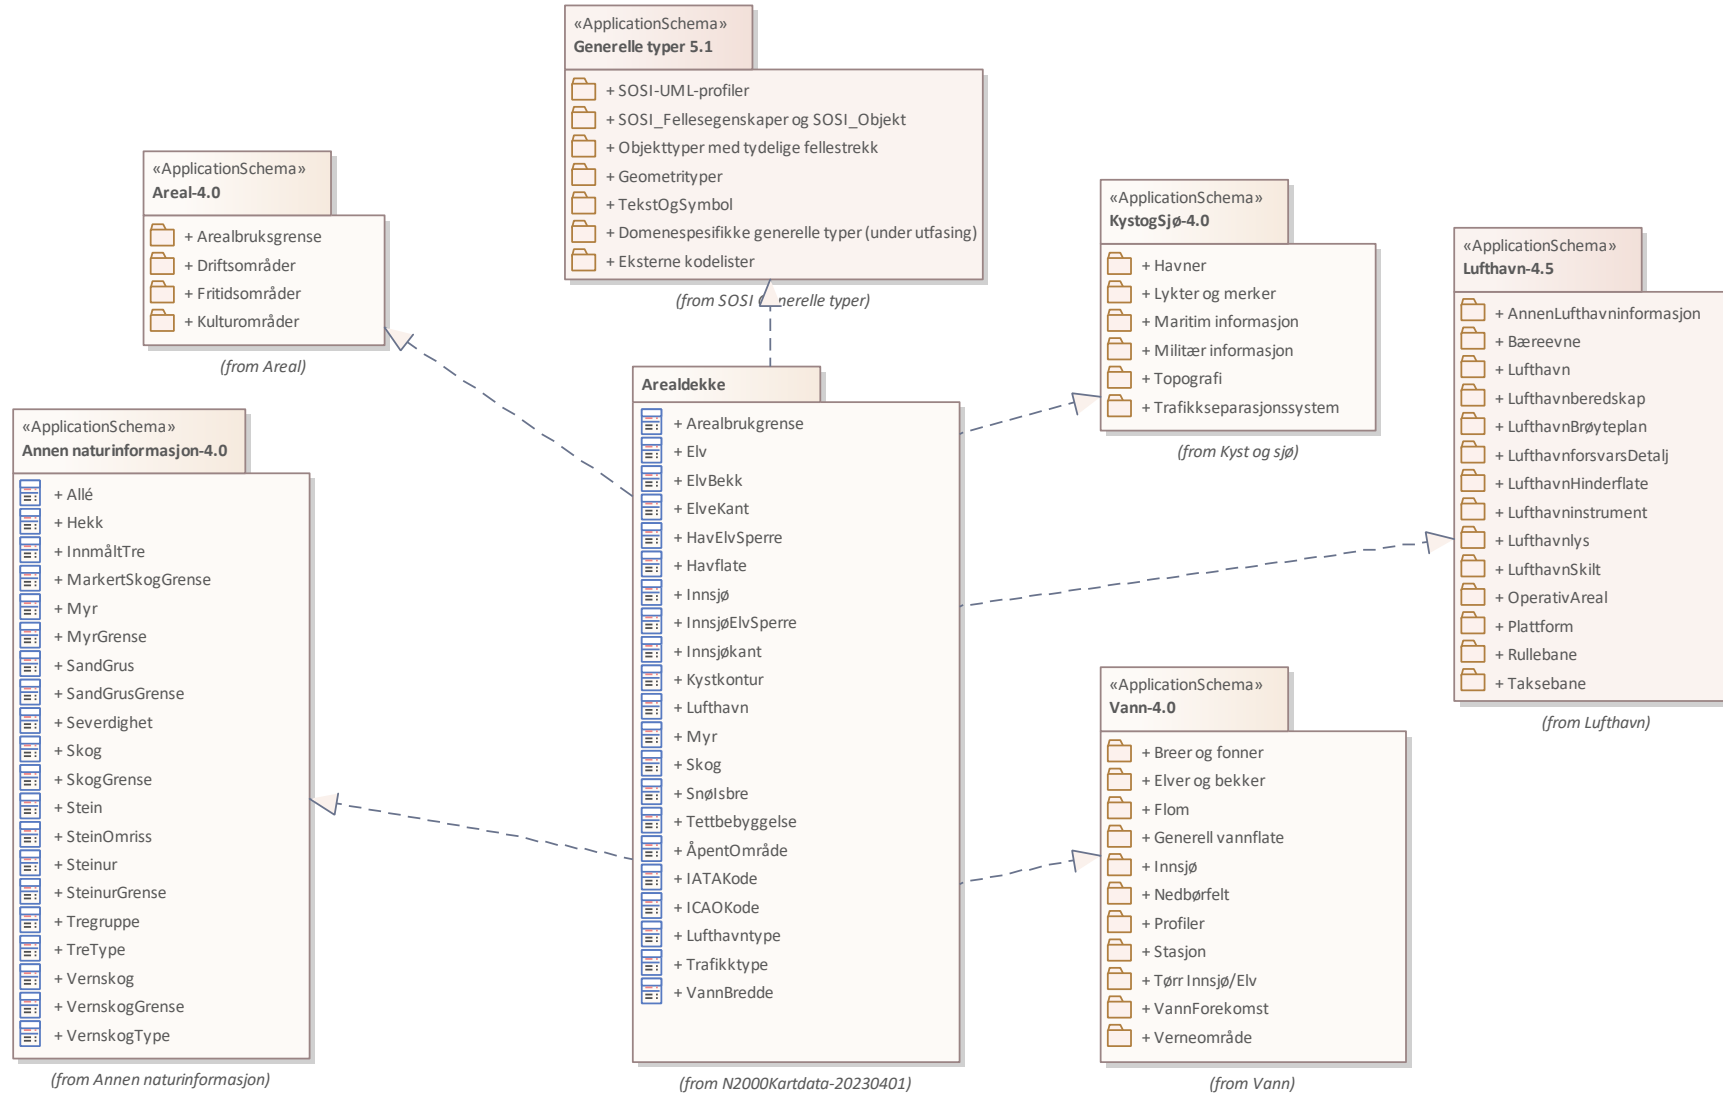 «ApplicationSchema»
Generelle typer 5.1
+ SOSI-UML-profiler
+ SOSI_Fellesegenskaper og SOSI_Objekt
+ Objekttyper med tydelige fellestrekk
+ Geometrityper
+ TekstOgSymbol
+ Domenespesifikke generelle typer (under utfasing)
+ Eksterne kodelister
(from SOSI Generelle typer)
«ApplicationSchema»
Areal-4.0
+ Arealbruksgrense
+ Driftsområder
+ Fritidsområder
+ Kulturområder
(from Areal)
«ApplicationSchema»
KystogSjø-4.0
+ Havner
+ Lykter og merker
+ Maritim informasjon
+ Militær informasjon
+ Topografi
+ Trafikkseparasjonssystem
(from Kyst og sjø)
«ApplicationSchema»
Lufthavn-4.5
+ AnnenLufthavninformasjon
+ Bæreevne
+ Lufthavn
+ Lufthavnberedskap
+ LufthavnBrøyteplan
+ LufthavnforsvarsDetalj
+ LufthavnHinderflate
+ Lufthavninstrument
+ Lufthavnlys
+ LufthavnSkilt
+ OperativAreal
+ Plattform
+ Rullebane
+ Taksebane
(from Lufthavn)
Arealdekke
+ Arealbrukgrense
+ Elv
+ ElvBekk
+ ElveKant
+ HavElvSperre
+ Havflate
+ Innsjø
+ InnsjøElvSperre
+ Innsjøkant
+ Kystkontur
+ Lufthavn
+ Myr
+ Skog
+ SnøIsbre
+ Tettbebyggelse
+ ÅpentOmråde
+ IATAKode
+ ICAOKode
+ Lufthavntype
+ Trafikktype
+ VannBredde
(from N2000Kartdata-20230401)
«ApplicationSchema»
Annen naturinformasjon-4.0
+ Allé
+ Hekk
+ InnmåltTre
+ MarkertSkogGrense
+ Myr
+ MyrGrense
+ SandGrus
+ SandGrusGrense
+ Severdighet
+ Skog
+ SkogGrense
+ Stein
+ SteinOmriss
+ Steinur
+ SteinurGrense
+ Tregruppe
+ TreType
+ Vernskog
+ VernskogGrense
+ VernskogType
(from Annen naturinformasjon)
«ApplicationSchema»
Vann-4.0
+ Breer og fonner
+ Elver og bekker
+ Flom
+ Generell vannflate
+ Innsjø
+ Nedbørfelt
+ Profiler
+ Stasjon
+ Tørr Innsjø/Elv
+ VannForekomst
+ Verneområde
(from Vann)